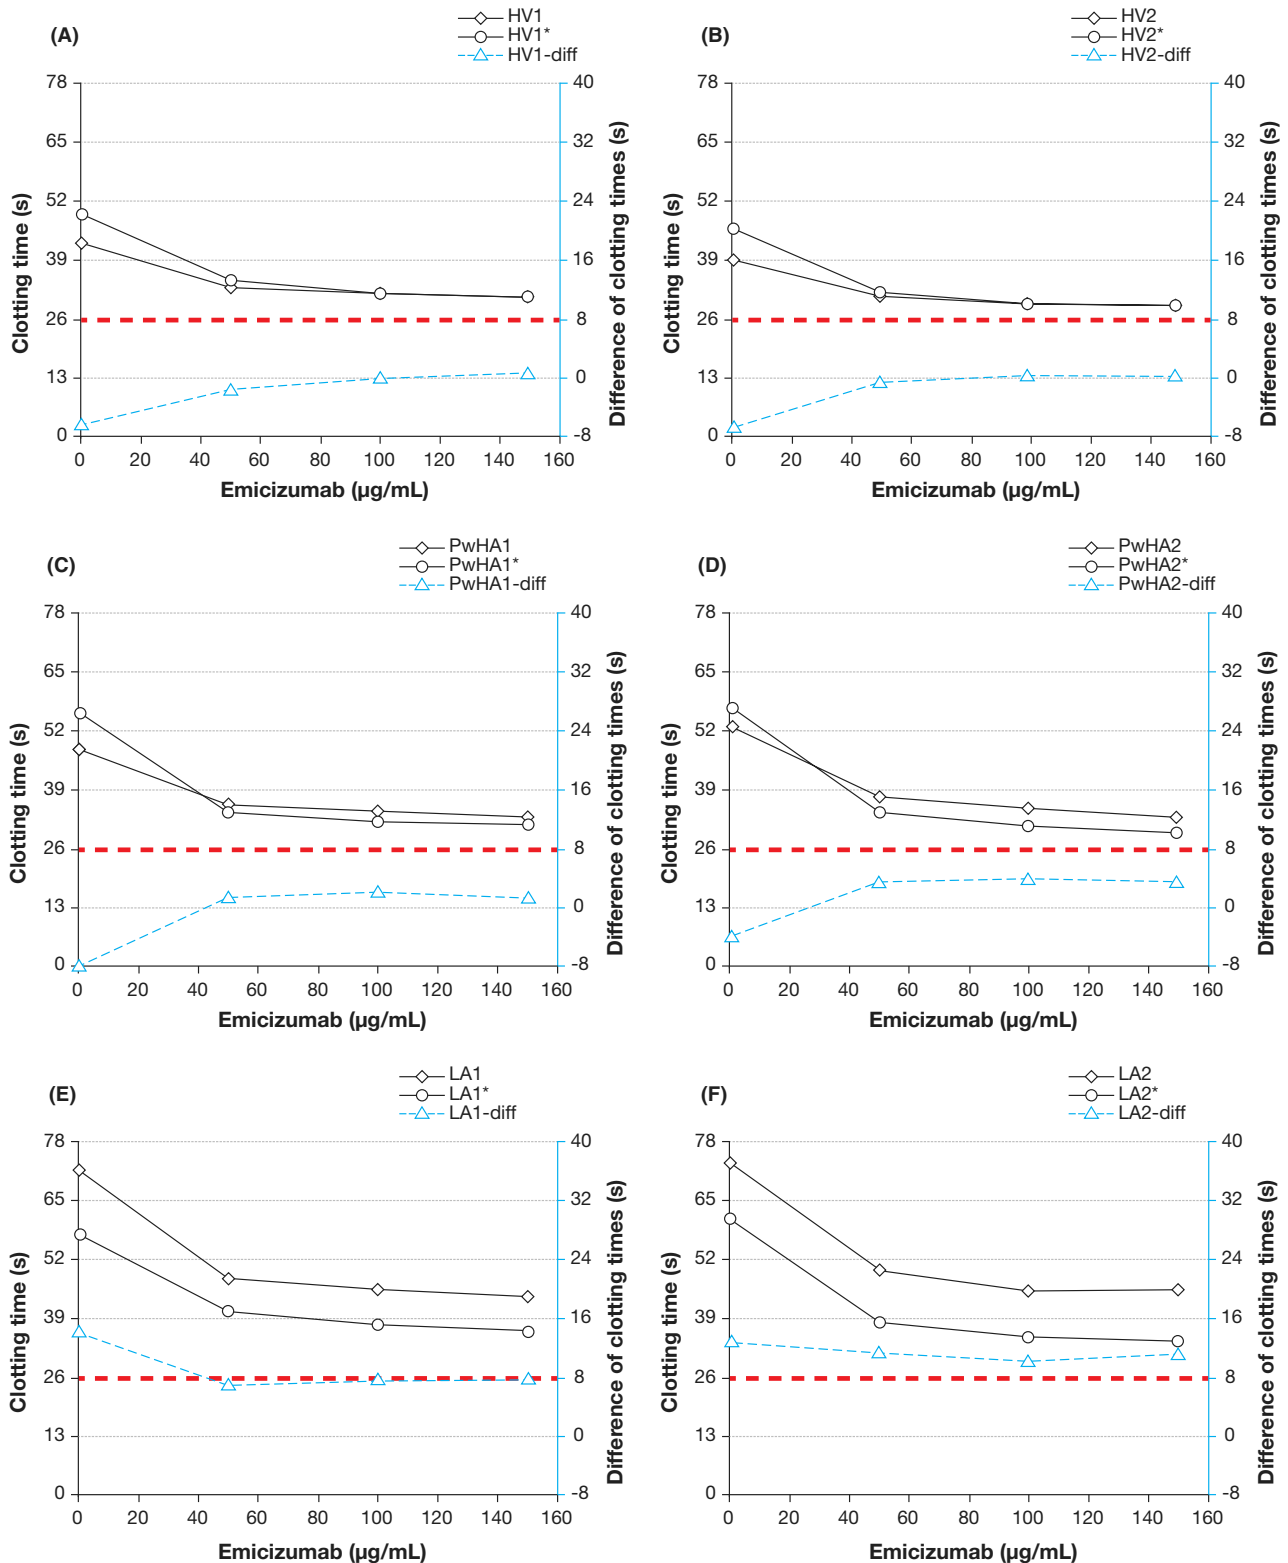 (A)
HV1
HV1*
HV1-diff
78
65
52
39
26
13
0
40
32
24
16
8
0
-8
0 20 40 60 80 100 120 140 160
Clotting time (s)
Difference of clotting times (s)
Emicizumab (µg/mL)
(B)
HV2
HV2*
HV2-diff
78
65
52
39
26
13
0
40
32
24
16
8
0
-8
0 20 40 60 80 100 120 140 160
Clotting time (s)
Difference of clotting times (s)
Emicizumab (µg/mL)
(C)
PwHA1
PwHA1*
PwHA1-diff
78
65
52
39
26
13
0
40
32
24
16
8
0
-8
0 20 40 60 80 100 120 140 160
Clotting time (s)
Difference of clotting times (s)
Emicizumab (µg/mL)
(D)
PwHA2
PwHA2*
PwHA2-diff
78
65
52
39
26
13
0
40
32
24
16
8
0
-8
0 20 40 60 80 100 120 140 160
Clotting time (s)
Difference of clotting times (s)
Emicizumab (µg/mL)
(E)
LA1
LA1*
LA1-diff
78
65
52
39
26
13
0
40
32
24
16
8
0
-8
0 20 40 60 80 100 120 140 160
Clotting time (s)
Difference of clotting times (s)
Emicizumab (µg/mL)
(F)
LA2
LA2*
LA2-diff
78
65
52
39
26
13
0
40
32
24
16
8
0
-8
0 20 40 60 80 100 120 140 160
Clotting time (s)
Difference of clotting times (s)
Emicizumab (µg/mL)